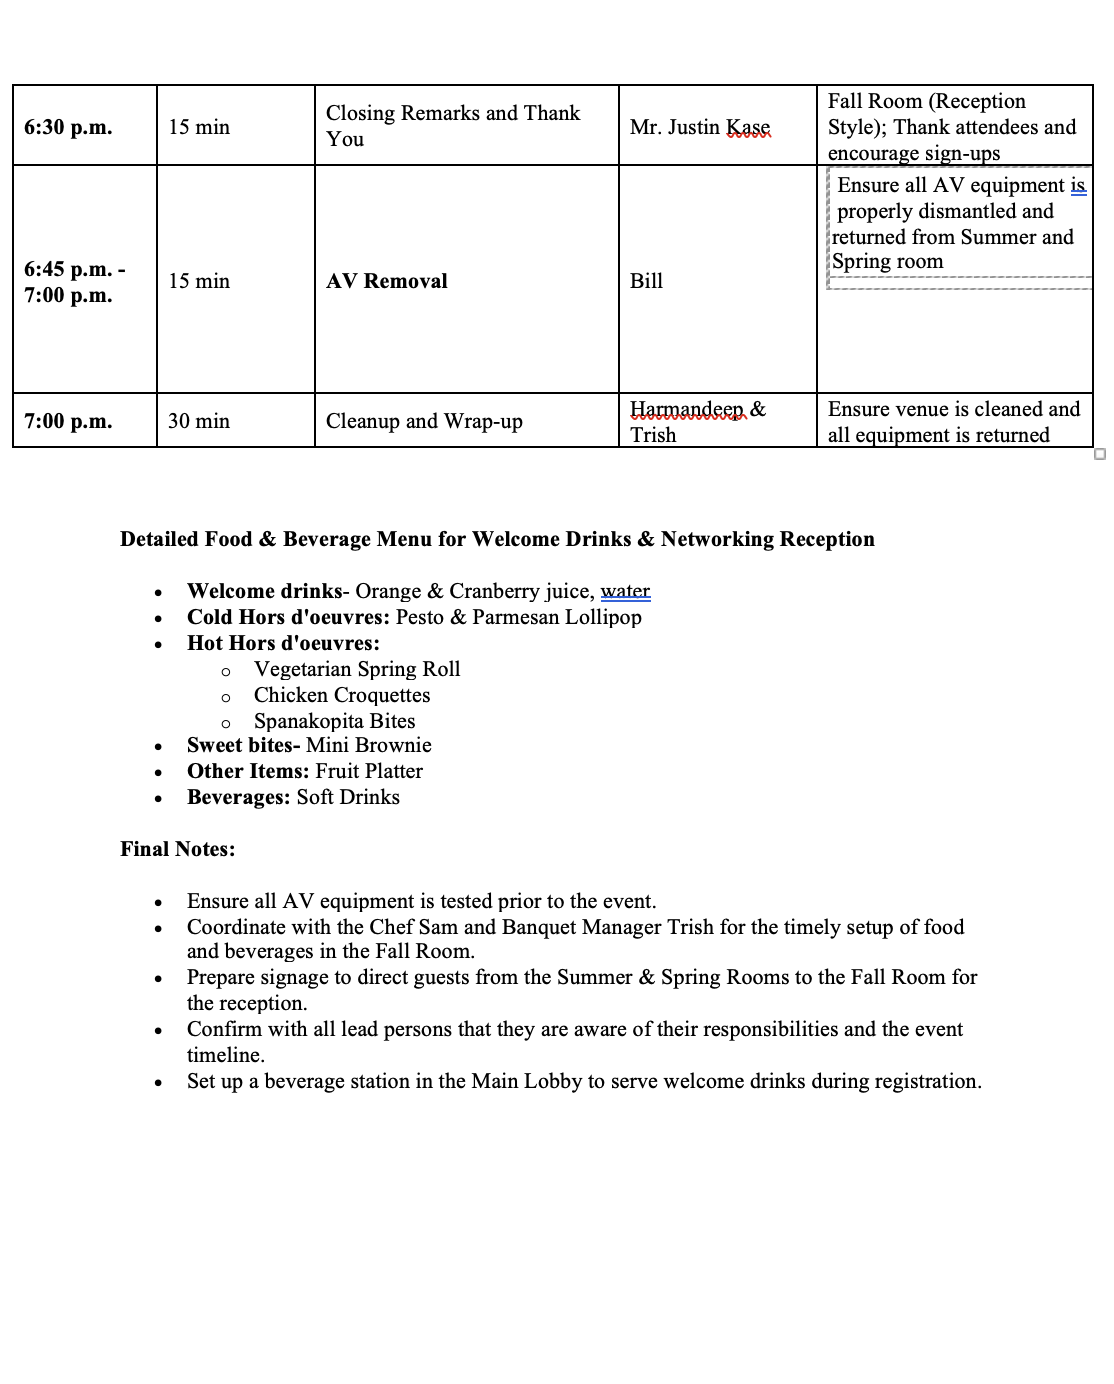 6:30 p.m. 15 min Closing Remarks and Thank You Mr. Justin Kase Fall Room (Reception
Style); Thank attendees and
encourage sign-ups
6:45 p.m. -
7:00 p.m. 15 min AV Removal Bill Ensure all AV equipment is
properly dismantled and
returned from Summer and
Spring room
7:00 p.m. 30 min Cleanup and Wrap-up Harmandeep &
Trish Ensure venue is cleaned and
all equipment is returned
Detailed Food & Beverage Menu for Welcome Drinks & Networking Reception
• Welcome drinks- Orange & Cranberry juice, water
• Cold Hors d'oeuvres: Pesto & Parmesan Lollipop
• Hot Hors d'oeuvres:
o Vegetarian Spring Roll
o Chicken Croquettes
o Spanakopita Bites
• Sweet bites- Mini Brownie
• Other Items: Fruit Platter
• Beverages: Soft Drinks
Final Notes:
• Ensure all AV equipment is tested prior to the event.
• Coordinate with the Chef Sam and Banquet Manager Trish for the timely setup of food
and beverages in the Fall Room.
• Prepare signage to direct guests from the Summer & Spring Rooms to the Fall Room for
the reception.
• Confirm with all lead persons that they are aware of their responsibilities and the event
timeline.
• Set up a beverage station in the Main Lobby to serve welcome drinks during registration.